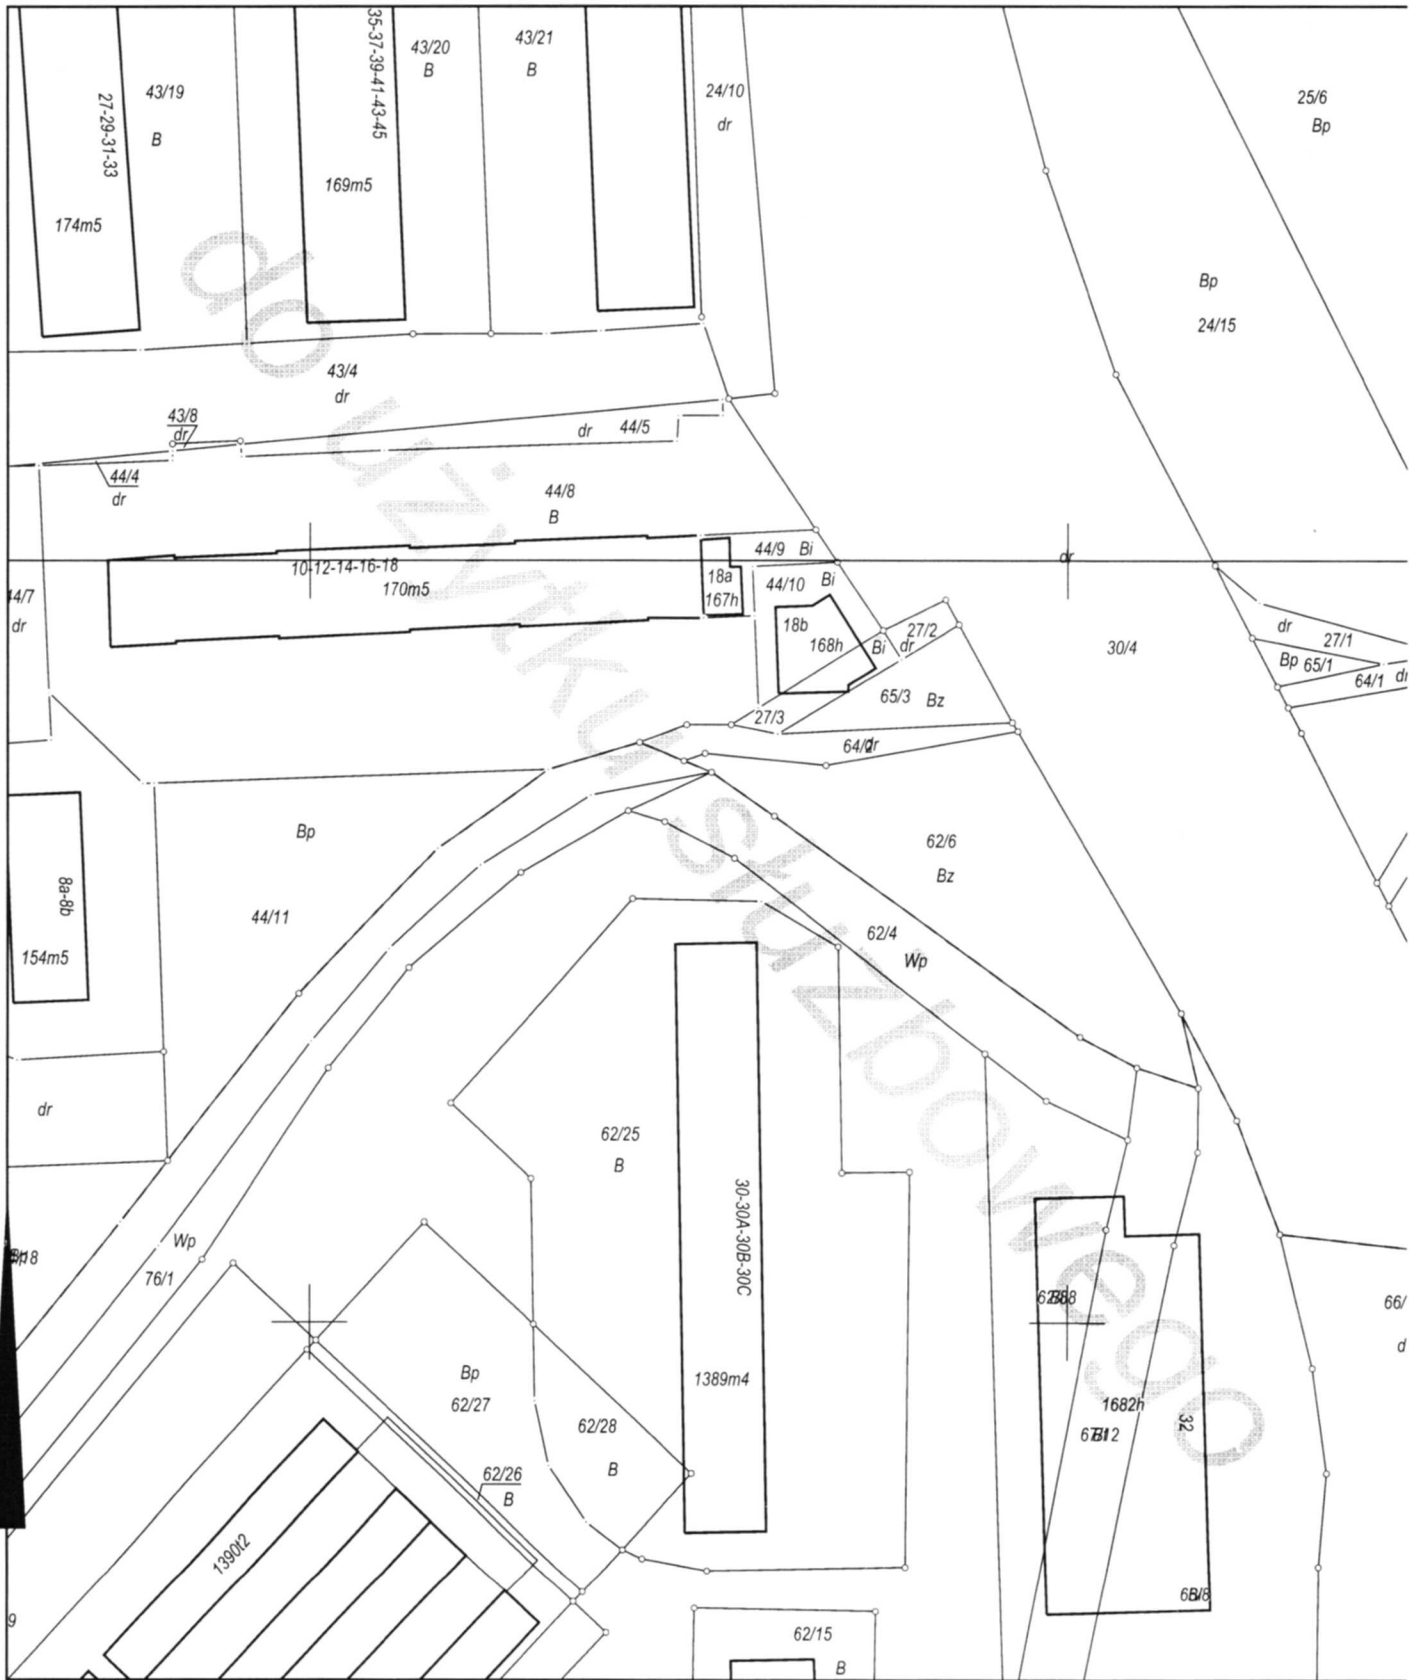 27-29-31-33
43/19
B
174m5
35-37-39-41-43-45
169m5
43/20
B
43/21
B
24/10
dr
25/6
Bp
Bp
24/15
43/4
dr
43/8
dr
44/5
dr
44/4
dr
44/8
B
10-12-14-16-18
170m5
18a
167h
44/9 Bi
44/10 Bi
18b
168h
Bi
27/2
dr
dr
30/4
dr
27/1
Bp 65/1
64/1
44/7
dr
65/3 Bz
27/3
dr
Bp
44/11
8a-8b
154m5
62/6
Bz
62/4
Wp
dr
62/25
B
30-30A-30B-30C
1389m4
Wp
76/1
Bp
62/27
62/28
B
62/26
B
1390t2
1682h
32
66/
d
9
62/15
B
do użytku służbowego